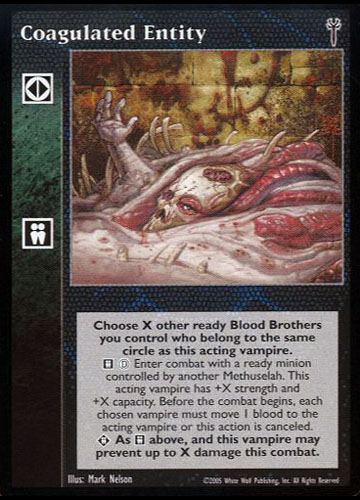 Coagulated Entity
Choose X other ready Blood Brothers
you control who belong to the same
circle as this acting vampire.
Ⓓ Enter combat with a ready minion
controlled by another Methuselah. This
acting vampire has +X strength and
+X capacity. Before the combat begins, each
chosen vampire must move 1 blood to the
acting vampire or this action is canceled.
As above, and this vampire may
prevent up to X damage this combat.
Illus: Mark Nelson
©2005 White Wolf Publishing, Inc. All Rights Reserved